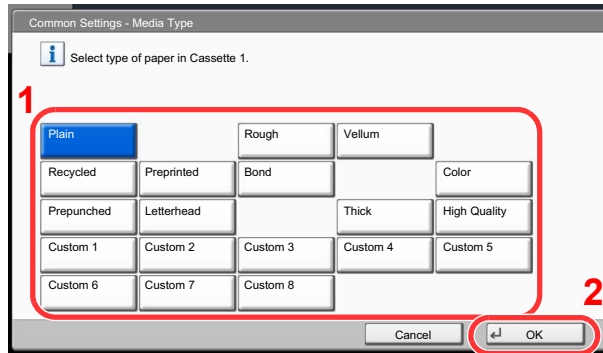 Common Settings - Media Type
i Select type of paper in Cassette 1.
1
Plain Rough Vellum
Recycled Preprinted Bond Color
Prepunched Letterhead Thick High Quality
Custom 1 Custom 2 Custom 3 Custom 4 Custom 5
Custom 6 Custom 7 Custom 8
2
Cancel OK